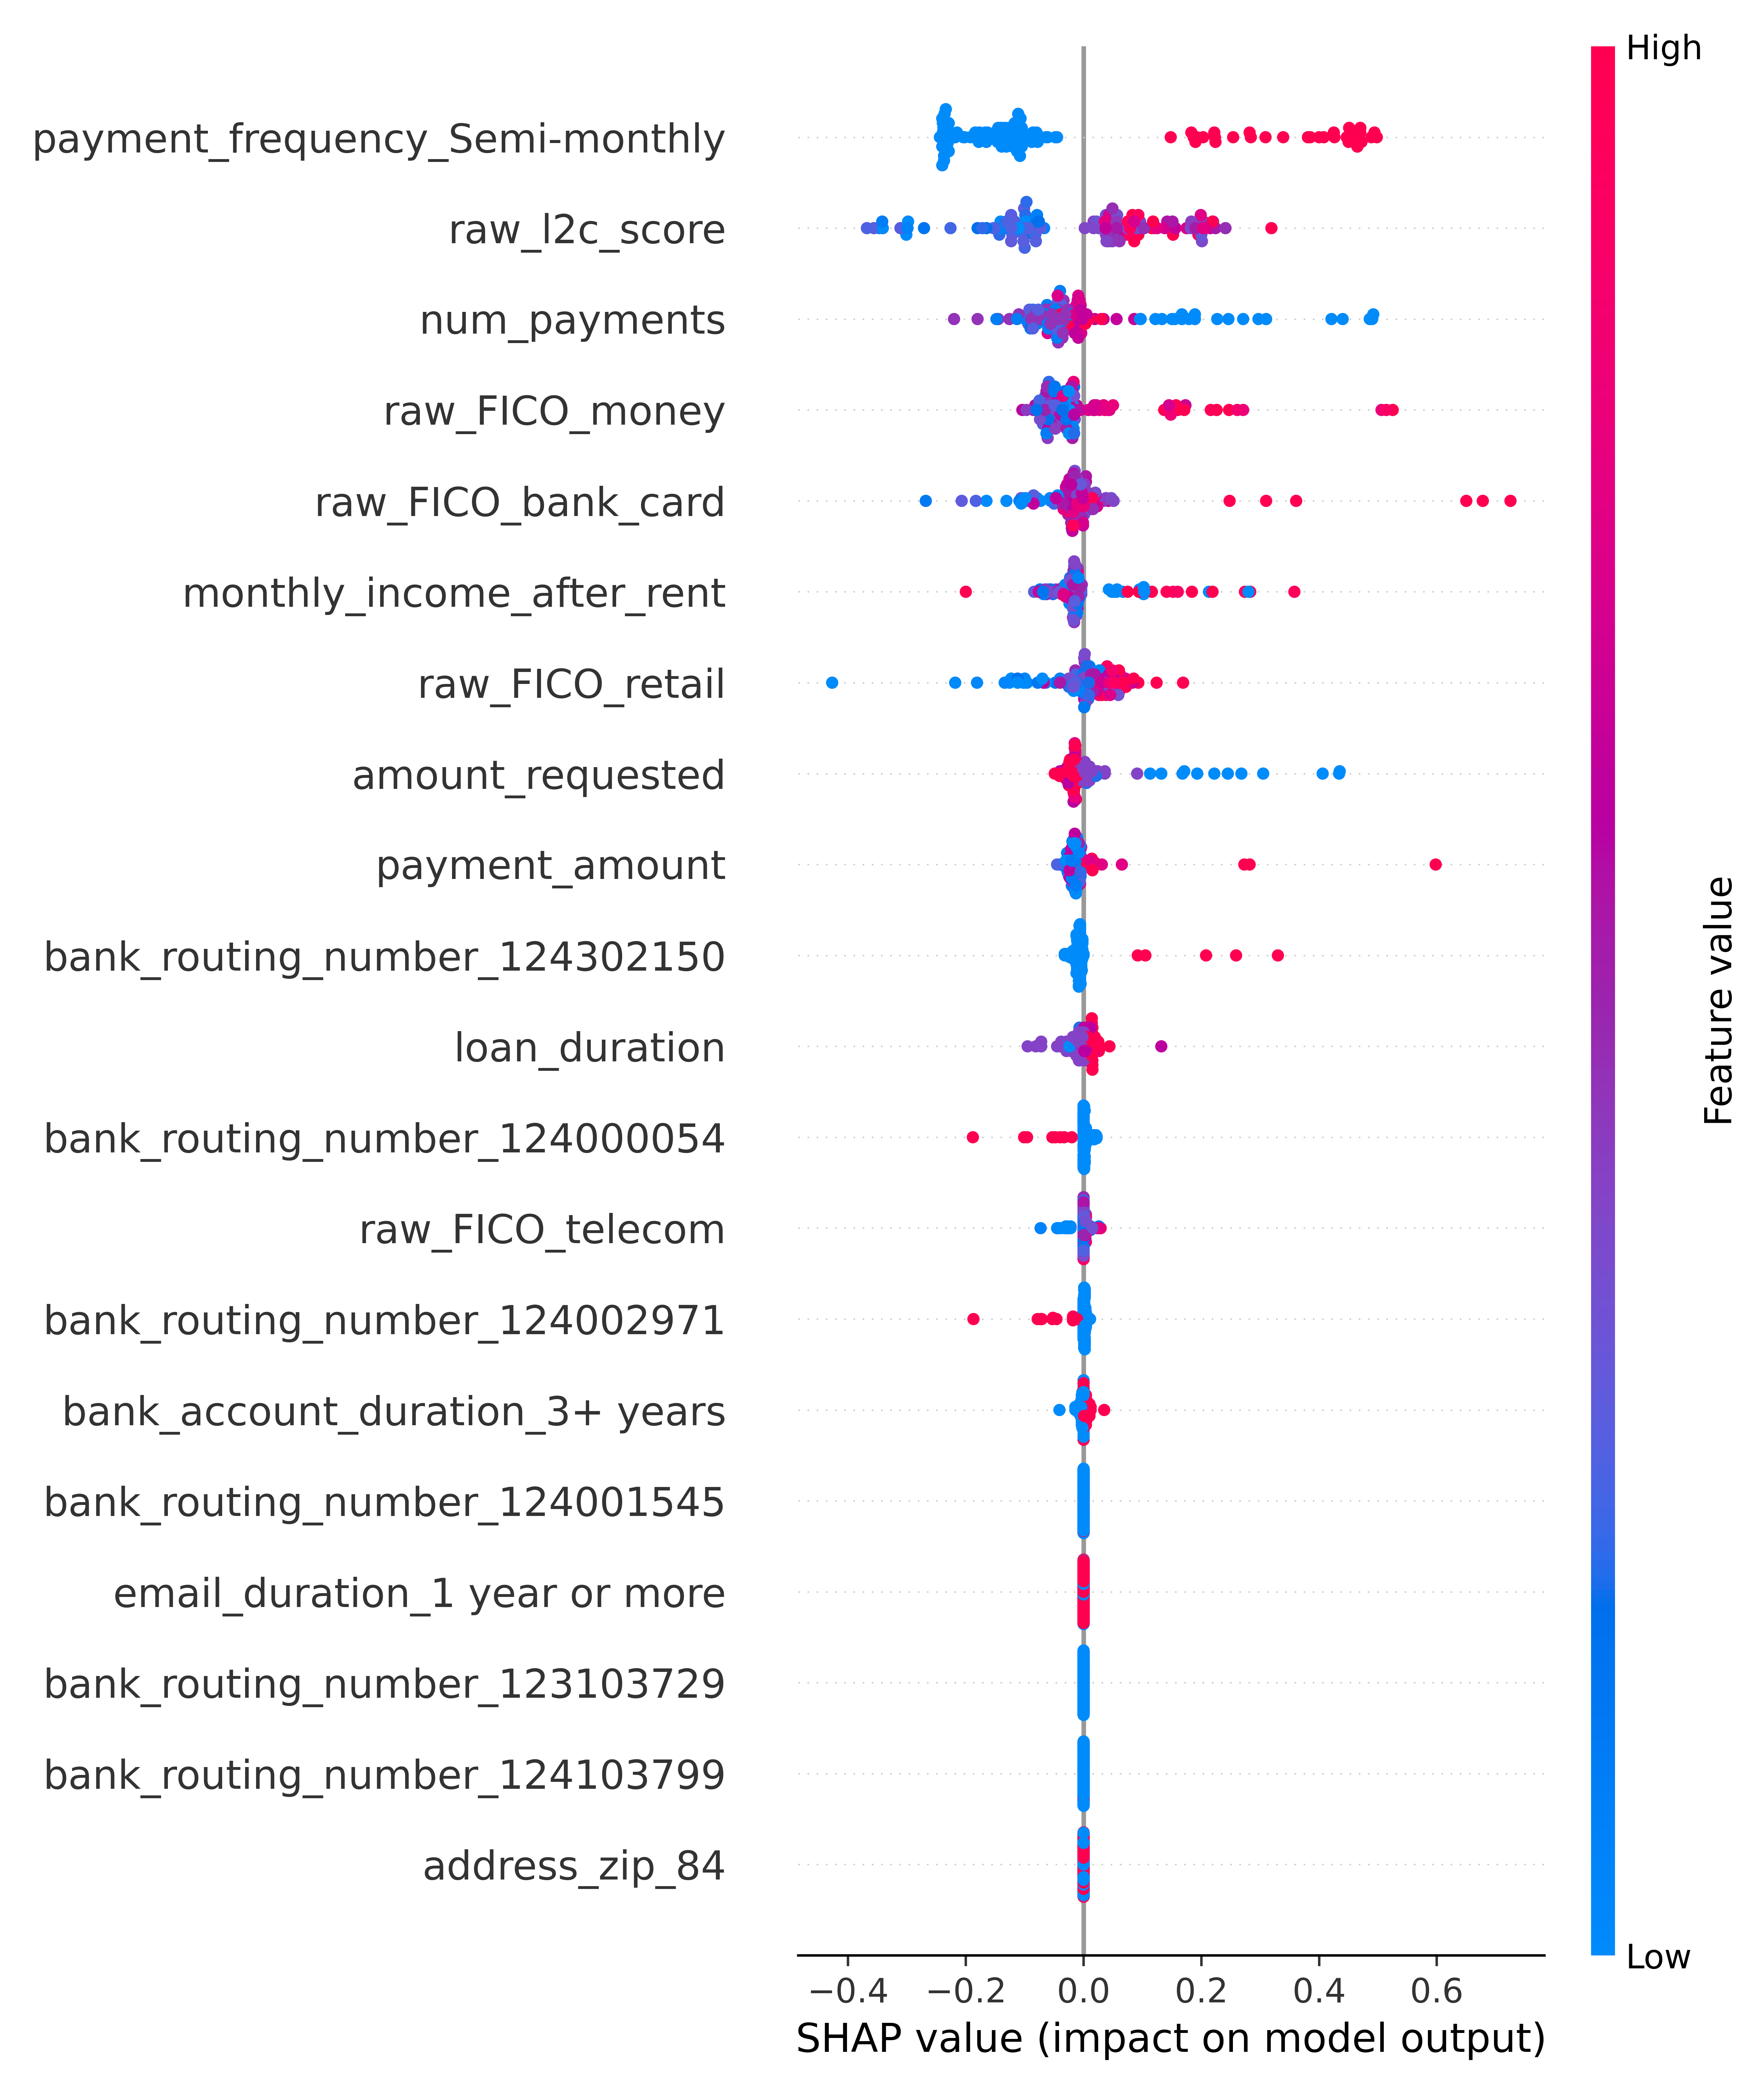 High
payment_frequency_Semi-monthly
raw_l2c_score
num_payments
raw_FICO_money
raw_FICO_bank_card
monthly_income_after_rent
raw_FICO_retail
amount_requested
payment_amount
bank_routing_number_124302150
loan_duration
bank_routing_number_124000054
raw_FICO_telecom
bank_routing_number_124002971
bank_account_duration_3+ years
bank_routing_number_124001545
email_duration_1 year or more
bank_routing_number_123103729
bank_routing_number_124103799
address_zip_84
Feature value
Low
−0.4 −0.2 0.0 0.2 0.4 0.6
SHAP value (impact on model output)